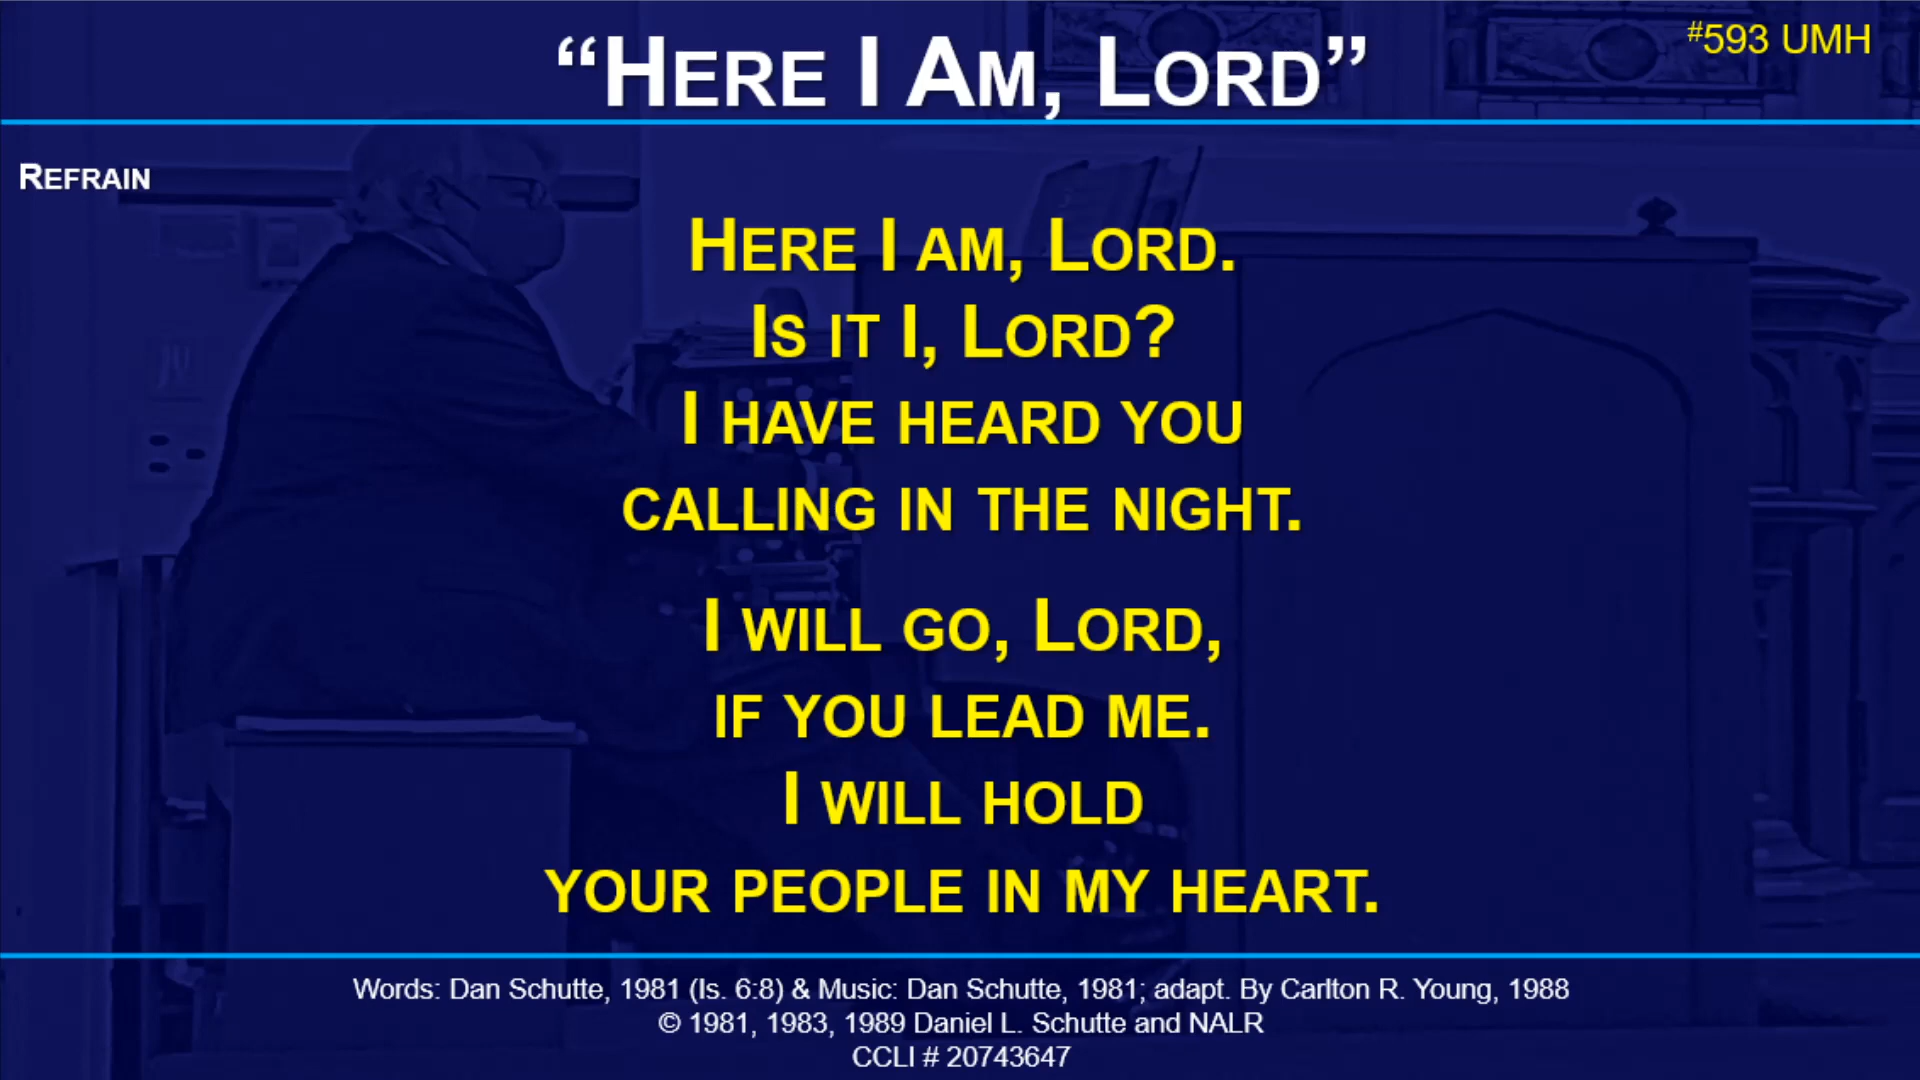 “Here I Am, Lord”
#593 UMH
Refrain
Here I am, Lord.
Is it I, Lord?
I have heard you
calling in the night.
I will go, Lord,
if you lead me.
I will hold
your people in my heart.
Words: Dan Schutte, 1981 (Is. 6:8) & Music: Dan Schutte, 1981; adapt. By Carlton R. Young, 1988
© 1981, 1983, 1989 Daniel L. Schutte and NALR
CCLI # 20743647